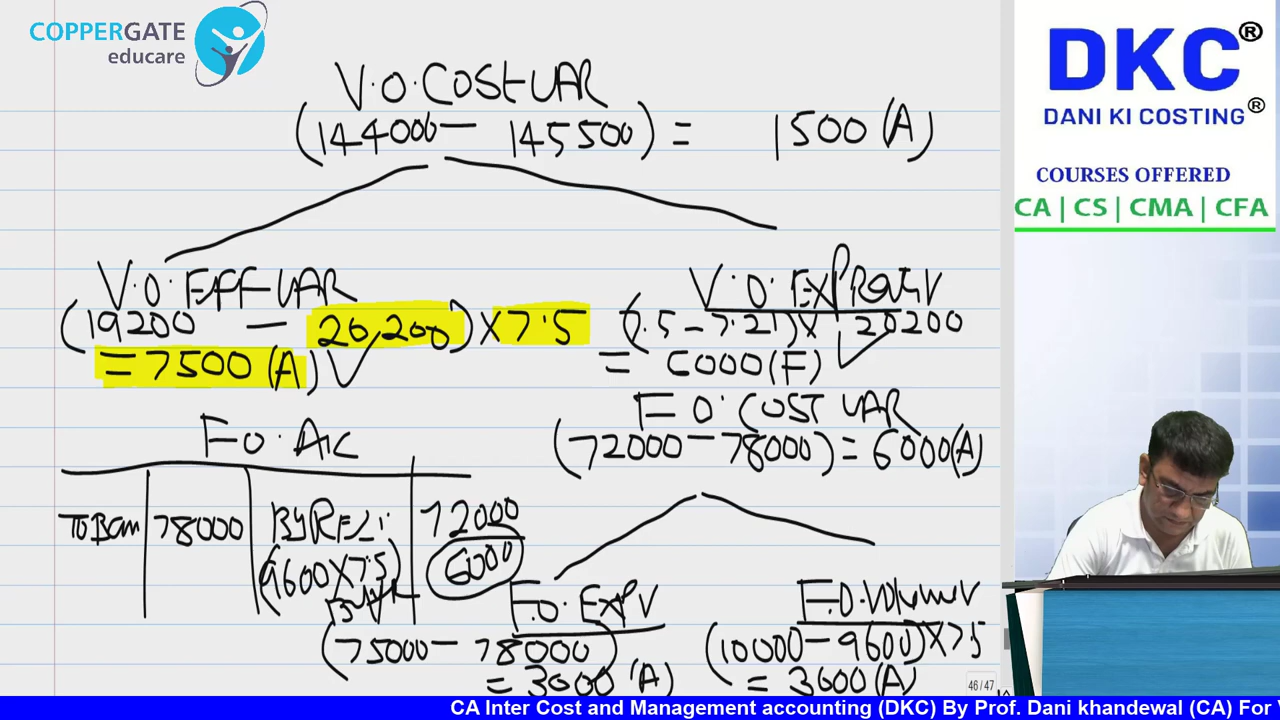 COPPERGATE
educare
V.O. COST VAR
(144000 – 145500) = 1500 (A)
V.O. EFF VAR
(19200 – 20,200) × 7.5
= 7500 (A)
V.O. EXP Rate V
(7.5 – 7.21) × 20200
= 6000 (F)
F.O. A/c
To Bank 78000 By REC. 72000
(9600 × 7.5) 6000
F.O. COST VAR
(72000 – 78000) = 6000 (A)
F.O. EXP V
(75000 – 78000)
= 3000 (A)
F.O. Volume V
(10000 – 9600) × 7.5
= 3000 (A)
46 / 47
DKC®
DANI KI COSTING®
COURSES OFFERED
CA | CS | CMA | CFA
CA Inter Cost and Management accounting (DKC) By Prof. Dani khandewal (CA) For